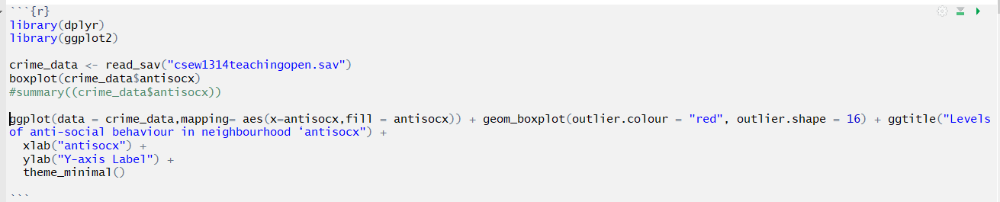 ```{r}
library(dplyr)
library(ggplot2)

crime_data <- read_sav("csew1314teachingopen.sav")
boxplot(crime_data$antisocx)
#summary((crime_data$antisocx))

ggplot(data = crime_data,mapping= aes(x=antisocx,fill = antisocx)) + geom_boxplot(outlier.colour = "red", outlier.shape = 16) + ggtitle("Levels
of anti-social behaviour in neighbourhood ‘antisocx") +
  xlab("antisocx") +
  ylab("Y-axis Label") +
  theme_minimal()

```